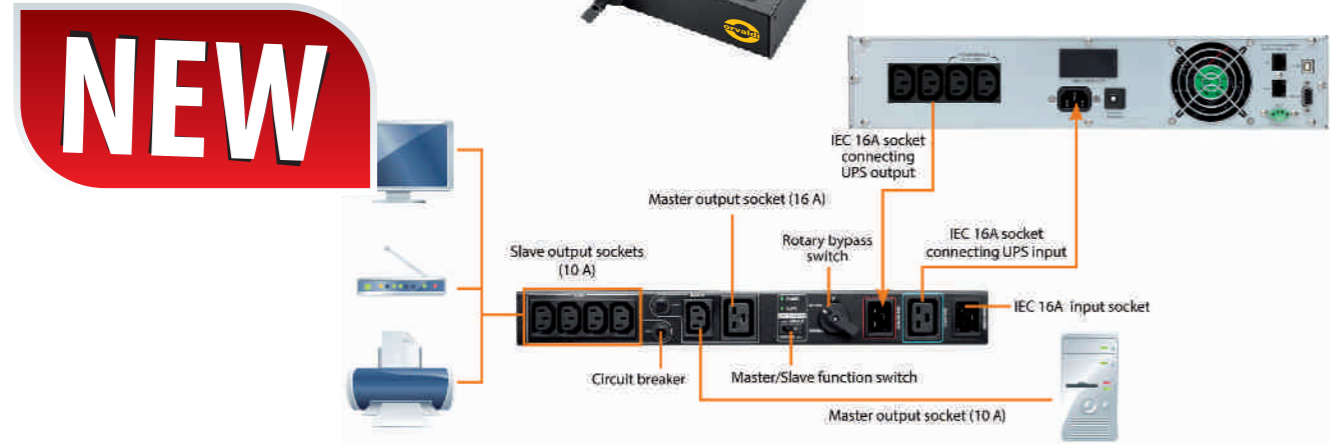 NEW
orvaldi
IEC 16A socket
connecting
UPS output
Master output socket (16 A)
Rotary bypass
switch
IEC 16A socket
connecting UPS input
Slave output sockets
(10 A)
IEC 16A input socket
Circuit breaker
Master/Slave function switch
Master output socket (10 A)